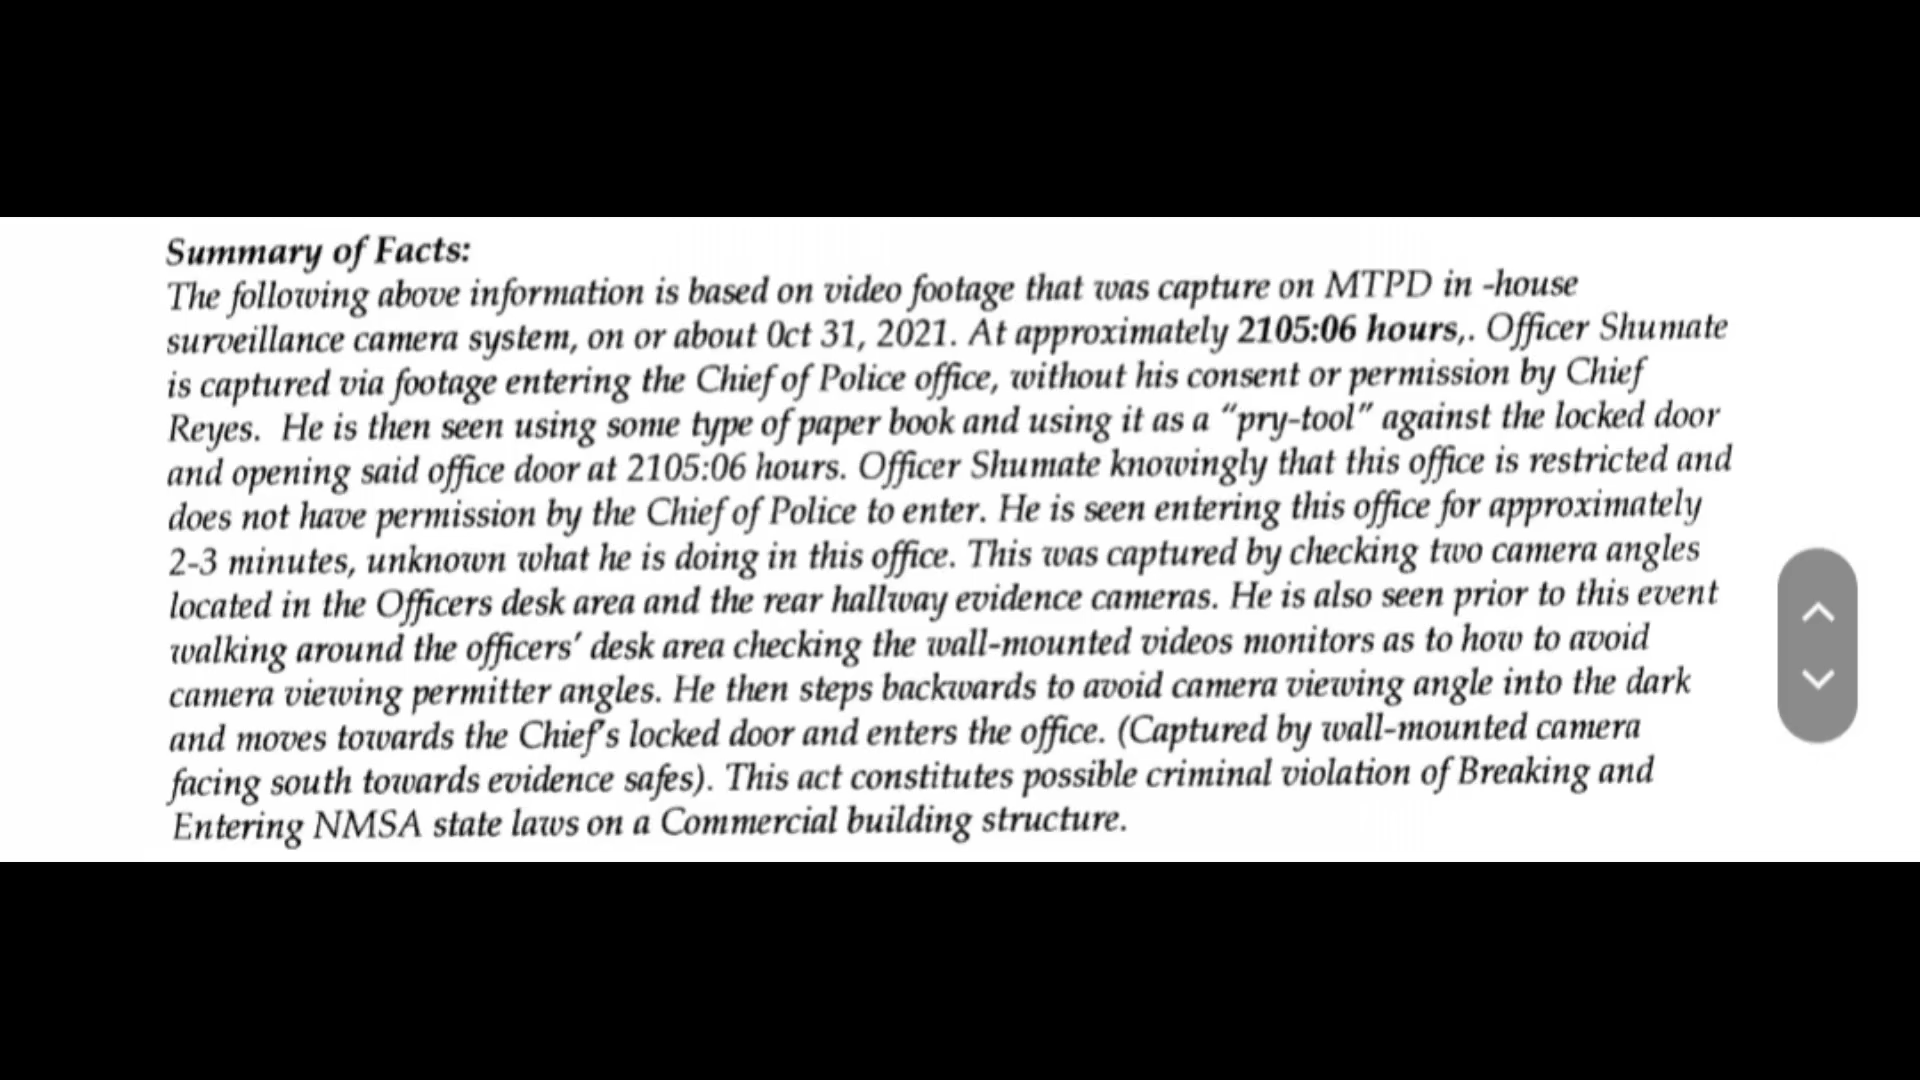 Summary of Facts:
The following above information is based on video footage that was capture on MTPD in -house
surveillance camera system, on or about Oct 31, 2021. At approximately 2105:06 hours,. Officer Shumate
is captured via footage entering the Chief of Police office, without his consent or permission by Chief
Reyes. He is then seen using some type of paper book and using it as a "pry-tool" against the locked door
and opening said office door at 2105:06 hours. Officer Shumate knowingly that this office is restricted and
does not have permission by the Chief of Police to enter. He is seen entering this office for approximately
2-3 minutes, unknown what he is doing in this office. This was captured by checking two camera angles
located in the Officers desk area and the rear hallway evidence cameras. He is also seen prior to this event
walking around the officers' desk area checking the wall-mounted videos monitors as to how to avoid
camera viewing permitter angles. He then steps backwards to avoid camera viewing angle into the dark
and moves towards the Chief's locked door and enters the office. (Captured by wall-mounted camera
facing south towards evidence safes). This act constitutes possible criminal violation of Breaking and
Entering NMSA state laws on a Commercial building structure.